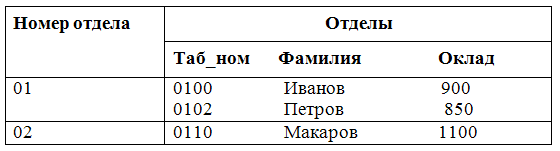 Номер отдела Отделы
Таб_ном Фамилия Оклад
01 0100 Иванов 900
0102 Петров 850
02 0110 Макаров 1100